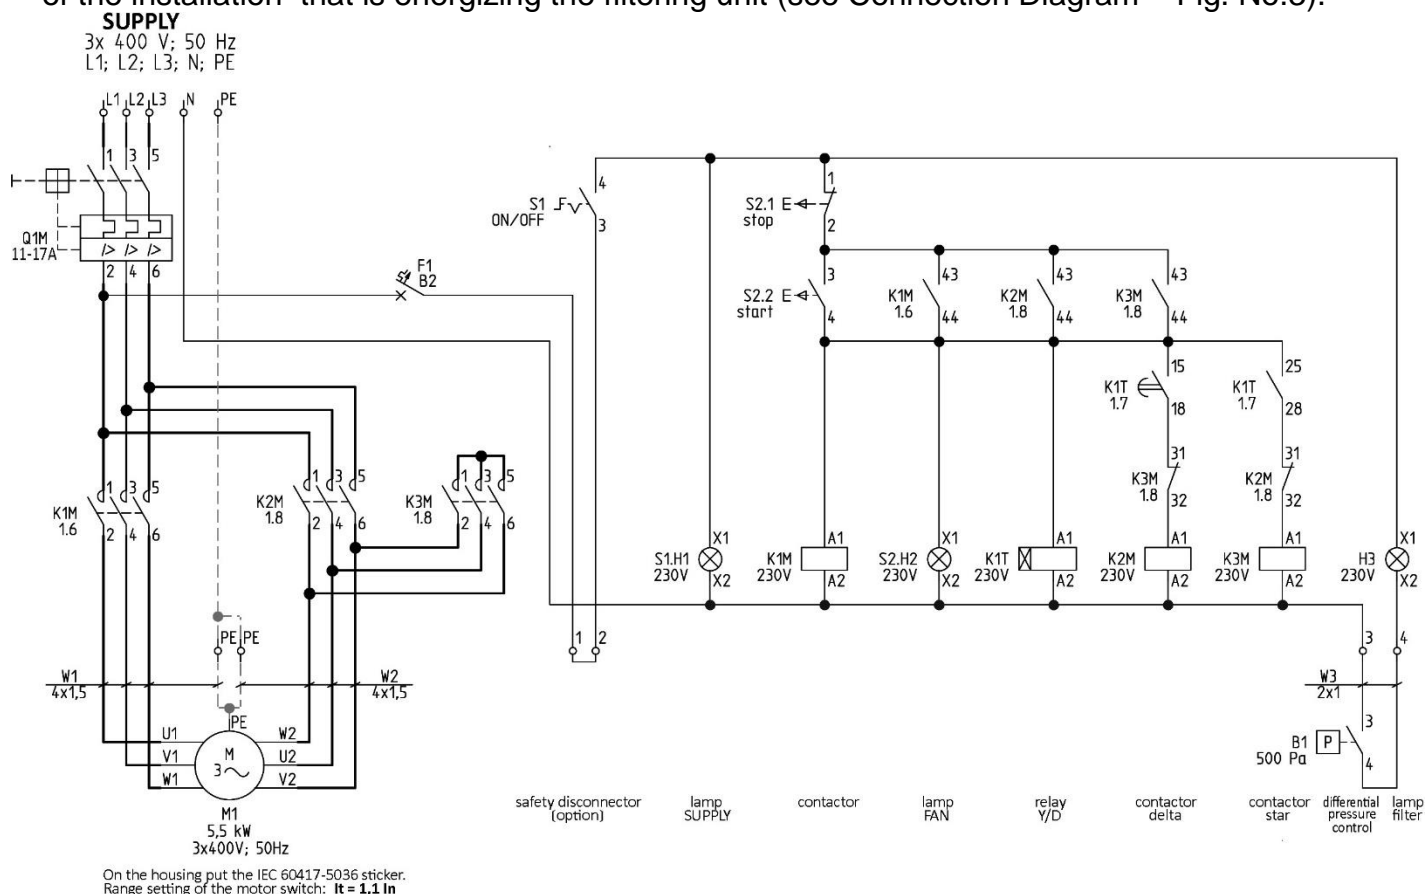 of the installation that is energizing the filtering unit (see Connection Diagram – Fig. No.3).
SUPPLY
3x 400 V; 50 Hz
L1; L2; L3; N; PE
L1 L2 L3 N PE
1 3 5
Q1M
11-17A
I> I> I>
2 4 6
F1
B2
S1
ON/OFF
4
3
1
S2.1 E
stop
2
3
S2.2 E
start
4
43
K1M
1.6
44
43
K2M
1.8
44
43
K3M
1.8
44
15
K1T
1.7
18
25
K1T
1.7
28
31
K3M
1.8
32
31
K2M
1.8
32
1 3 5
K1M
1.6
2 4 6
1 3 5
K2M
1.8
2 4 6
1 3 5
K3M
1.8
2 4 6
X1
S1.H1
230V
X2
A1
K1M
230V
A2
X1
S2.H2
230V
X2
A1
K1T
230V
A2
A1
K2M
230V
A2
A1
K3M
230V
A2
X1
H3
230V
X2
1 2
3 4
PE PE
W1
4x1,5
W2
4x1,5
W3
2x1
PE
U1
V1
W1
M
3
W2
U2
V2
3
B1
500 Pa
P
4
M1
5,5 kW
3x400V; 50Hz
safety disconnector
(option)
lamp
SUPPLY
contactor
lamp
FAN
relay
Y/D
contactor
delta
contactor
star
differential
pressure
control
lamp
filter
On the housing put the IEC 60417-5036 sticker.
Range setting of the motor switch: It = 1.1 In